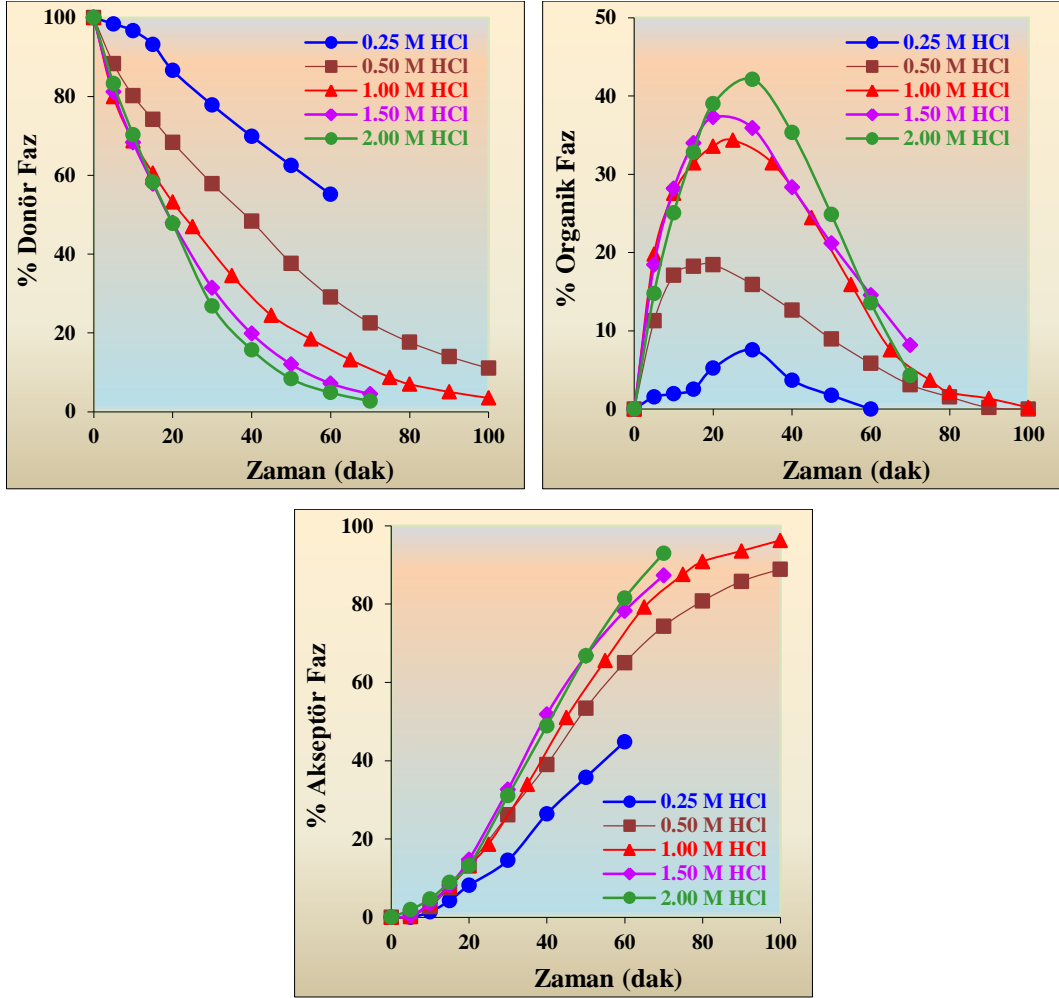 % Donör Faz
100
80
60
40
20
0
0 20 40 60 80 100
Zaman (dak)
0.25 M HCl
0.50 M HCl
1.00 M HCl
1.50 M HCl
2.00 M HCl
% Organik Faz
50
40
30
20
10
0
0 20 40 60 80 100
Zaman (dak)
0.25 M HCl
0.50 M HCl
1.00 M HCl
1.50 M HCl
2.00 M HCl
% Akseptör Faz
100
80
60
40
20
0
0 20 40 60 80 100
Zaman (dak)
0.25 M HCl
0.50 M HCl
1.00 M HCl
1.50 M HCl
2.00 M HCl